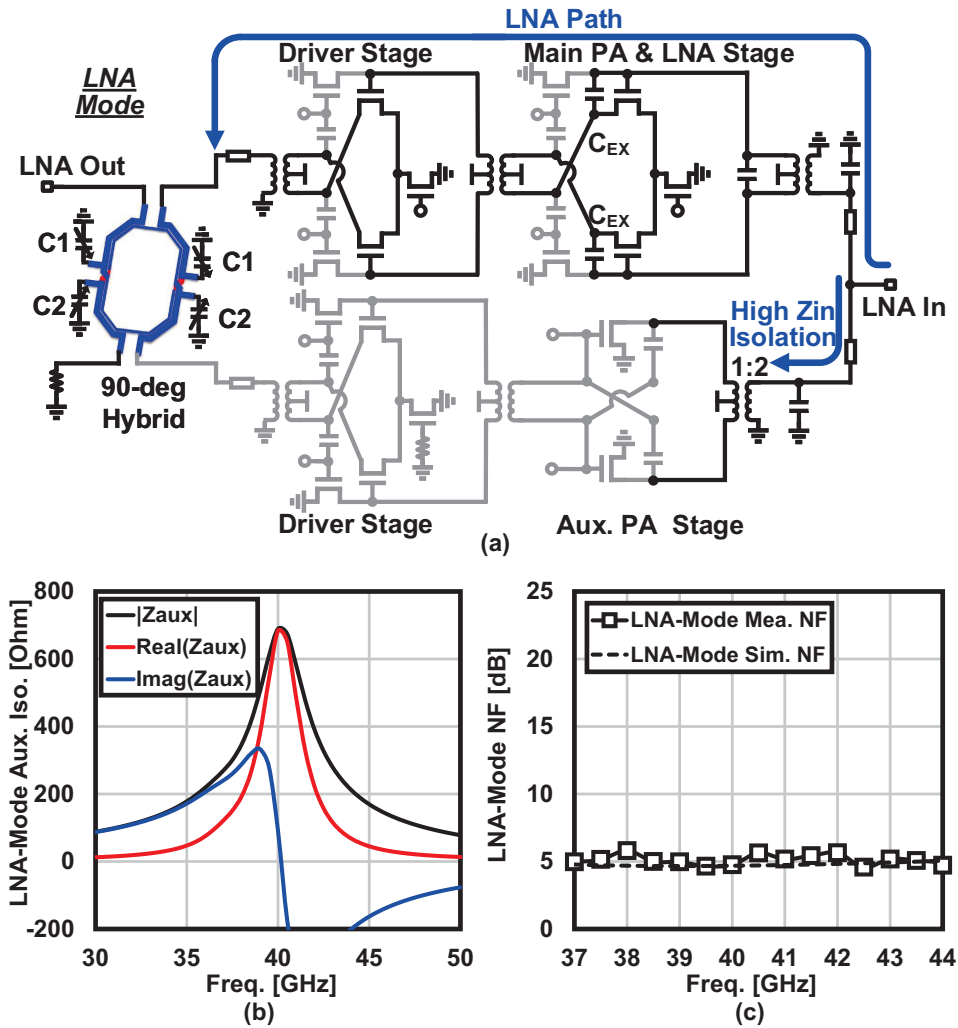 LNA Path
Driver Stage
Main PA & LNA Stage
LNA
Mode
LNA Out
C1
C1
C2
C2
90-deg
Hybrid
CEX
CEX
LNA In
High Zin
Isolation
1:2
Driver Stage
Aux. PA Stage
(a)
LNA-Mode Aux. Iso. [Ohm]
800
600
400
200
0
-200
|Zaux|
Real(Zaux)
Imag(Zaux)
30
35
40
45
50
Freq. [GHz]
(b)
LNA-Mode NF [dB]
25
20
15
10
5
0
LNA-Mode Mea. NF
LNA-Mode Sim. NF
37
38
39
40
41
42
43
44
Freq. [GHz]
(c)